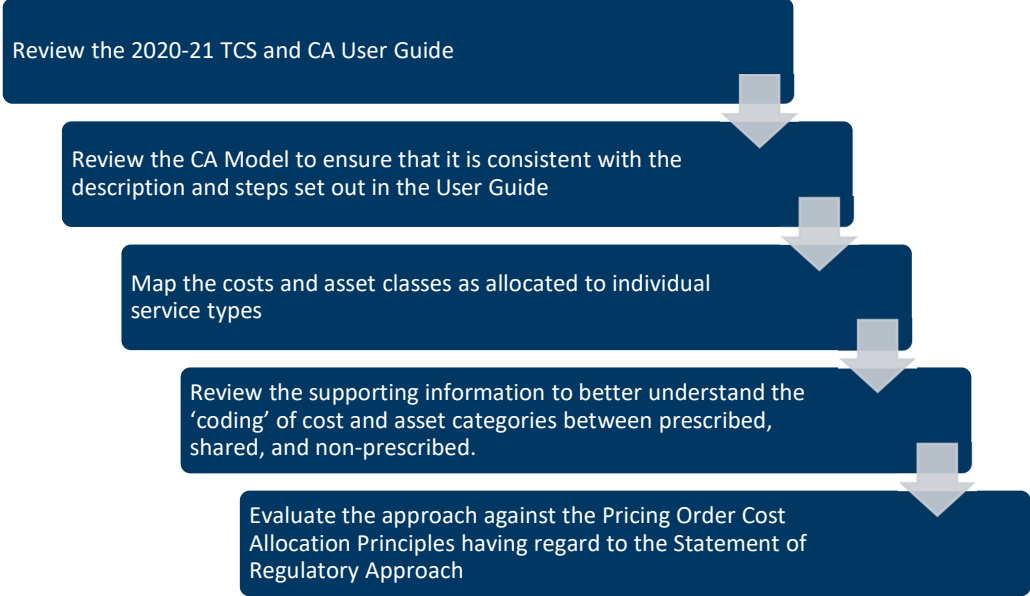 Review the 2020-21 TCS and CA User Guide
Review the CA Model to ensure that it is consistent with the
description and steps set out in the User Guide
Map the costs and asset classes as allocated to individual
service types
Review the supporting information to better understand the
‘coding’ of cost and asset categories between prescribed,
shared, and non-prescribed.
Evaluate the approach against the Pricing Order Cost
Allocation Principles having regard to the Statement of
Regulatory Approach